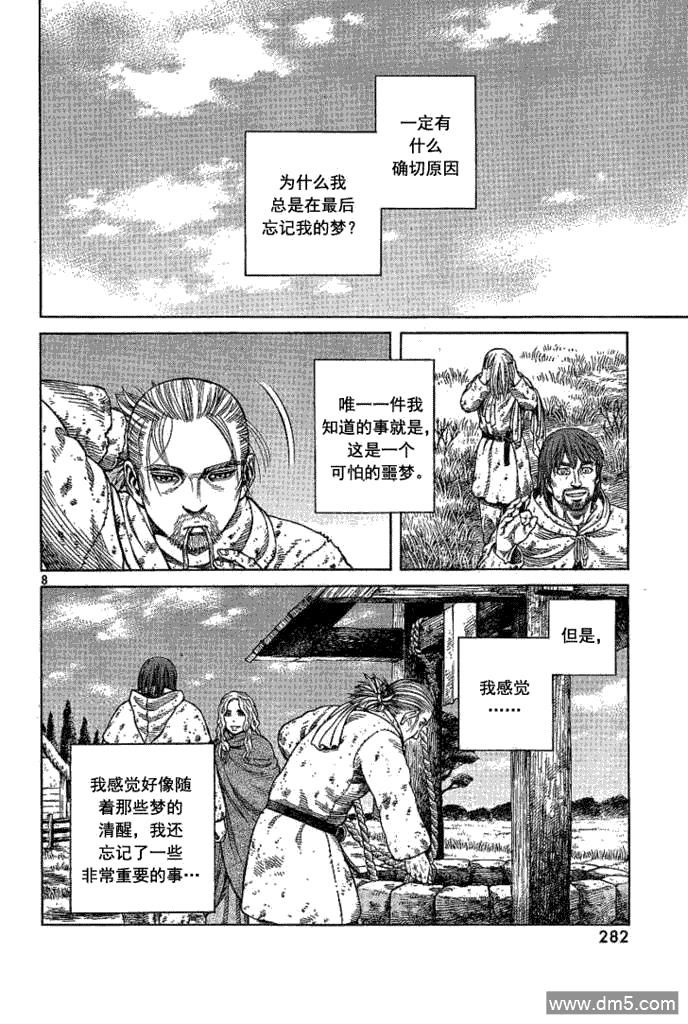 一定有
什么
确切原因
为什么我
总是在最后
忘记我的梦？
唯一一件我
知道的事就是，
这是一个
可怕的噩梦。
8
但是，
我感觉
……
我感觉好像随
着那些梦的
清醒，我还
忘记了一些
非常重要的事…
282
www.dm5.com